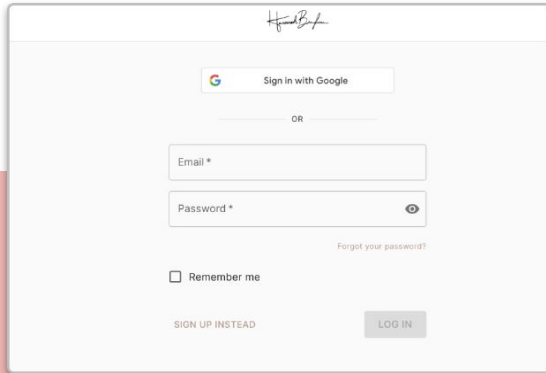 Sign in with Google
OR
Email *
Password *
Forgot your password?
Remember me
SIGN UP INSTEAD LOG IN